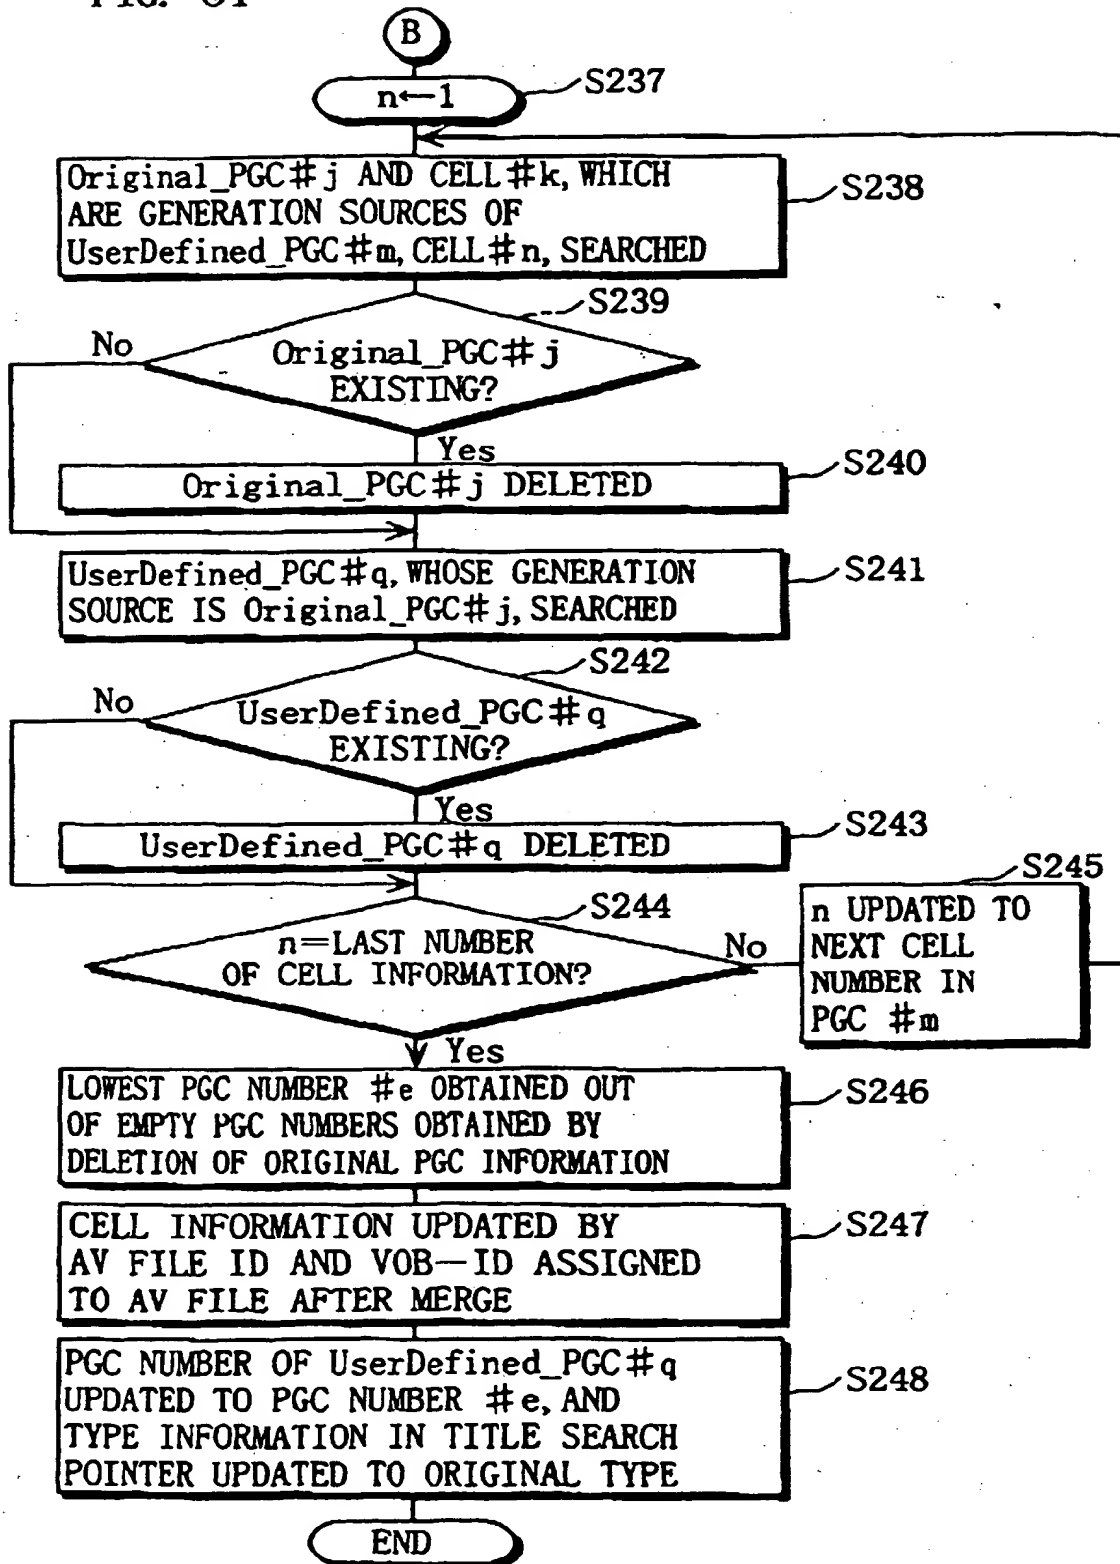 B
n←1
S237
Original_PGC#j AND CELL#k, WHICH
ARE GENERATION SOURCES OF
UserDefined_PGC#m, CELL#n, SEARCHED
S238
S239
No
Original_PGC#j
EXISTING?
Yes
Original_PGC#j DELETED
S240
UserDefined_PGC#q, WHOSE GENERATION
SOURCE IS Original_PGC#j, SEARCHED
S241
S242
No
UserDefined_PGC#q
EXISTING?
Yes
UserDefined_PGC#q DELETED
S243
S244
n=LAST NUMBER
OF CELL INFORMATION?
No
S245
n UPDATED TO
NEXT CELL
NUMBER IN
PGC #m
Yes
LOWEST PGC NUMBER #e OBTAINED OUT
OF EMPTY PGC NUMBERS OBTAINED BY
DELETION OF ORIGINAL PGC INFORMATION
S246
CELL INFORMATION UPDATED BY
AV FILE ID AND VOB-ID ASSIGNED
TO AV FILE AFTER MERGE
S247
PGC NUMBER OF UserDefined_PGC#q
UPDATED TO PGC NUMBER #e, AND
TYPE INFORMATION IN TITLE SEARCH
POINTER UPDATED TO ORIGINAL TYPE
S248
END